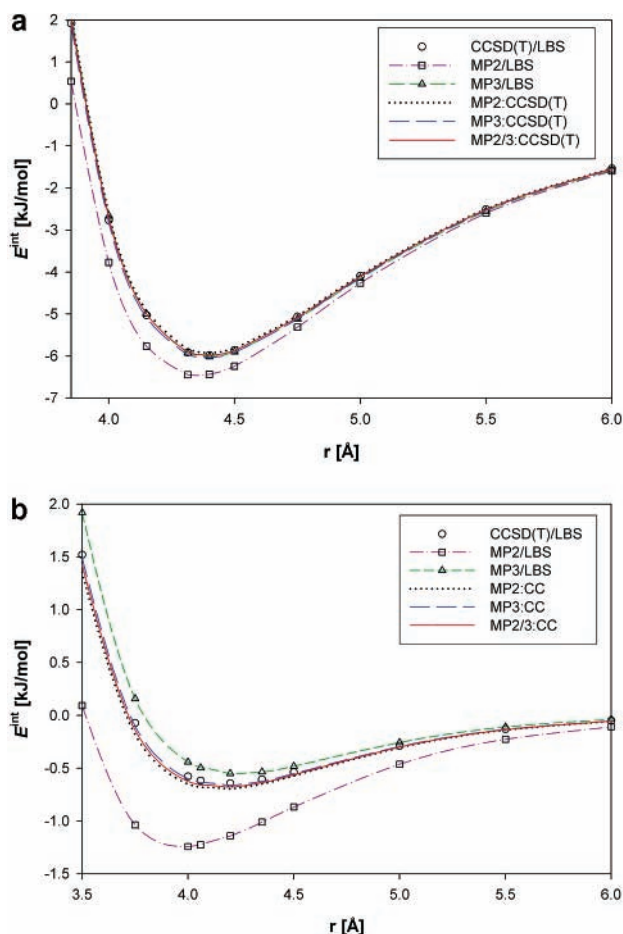 a
2
1
0
-1
-2
-3
-4
-5
-6
-7
E^int [kJ/mol]
CCSD(T)/LBS
MP2/LBS
MP3/LBS
MP2:CCSD(T)
MP3:CCSD(T)
MP2/3:CCSD(T)
4.0 4.5 5.0 5.5 6.0
r [Å]
b
2.0
1.5
1.0
0.5
0.0
-0.5
-1.0
-1.5
E^int [kJ/mol]
CCSD(T)/LBS
MP2/LBS
MP3/LBS
MP2:CC
MP3:CC
MP2/3:CC
3.5 4.0 4.5 5.0 5.5 6.0
r [Å]